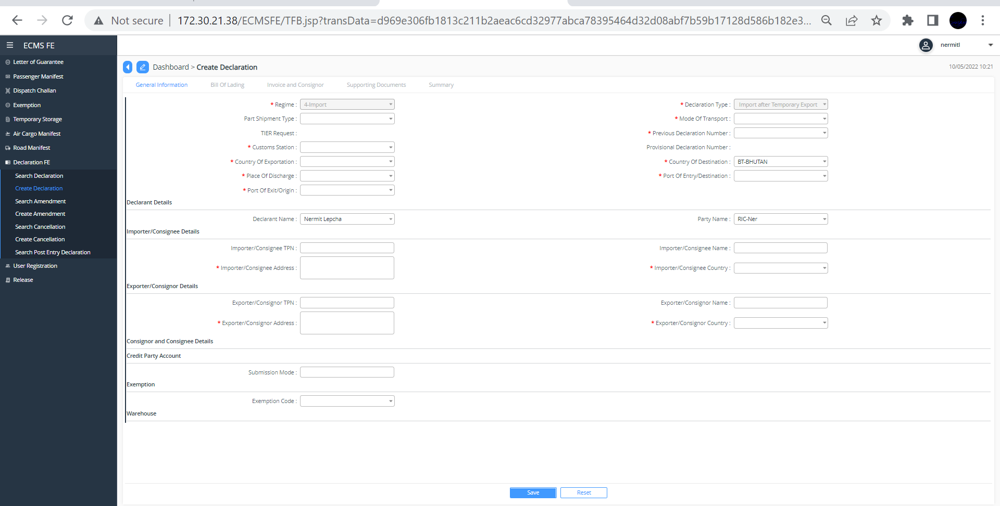 Not secure | 172.30.21.38/ECMSFE/TFB.jsp?transData=d969e306fb1813c211b2aeac6cd32977abca78395464d32d08abf7b59b17128d586b182e3...
ECMS FE
nermitl
Letter of Guarantee
Passenger Manifest
Dispatch Challan
Exemption
Temporary Storage
Air Cargo Manifest
Road Manifest
Declaration FE
Search Declaration
Create Declaration
Search Amendment
Create Amendment
Search Cancellation
Create Cancellation
Search Post Entry Declaration
User Registration
Release
Dashboard > Create Declaration
10/05/2022 10:21
General Information Bill Of Lading Invoice and Consignor Supporting Documents Summary
* Regime : 4-Import * Declaration Type : Import after Temporary Export
Part Shipment Type : * Mode Of Transport :
TIER Request : * Previous Declaration Number :
* Customs Station : Provisional Declaration Number :
* Country Of Exportation : * Country Of Destination : BT-BHUTAN
* Place Of Discharge : * Port Of Entry/Destination :
* Port Of Exit/Origin :
Declarant Details
Declarant Name : Nermit Lepcha Party Name : RIC-Ner
Importer/Consignee Details
Importer/Consignee TPN : Importer/Consignee Name :
* Importer/Consignee Address : * Importer/Consignee Country :
Exporter/Consignor Details
Exporter/Consignor TPN : Exporter/Consignor Name :
* Exporter/Consignor Address : * Exporter/Consignor Country :
Consignor and Consignee Details
Credit Party Account
Submission Mode :
Exemption
Exemption Code :
Warehouse
Save Reset